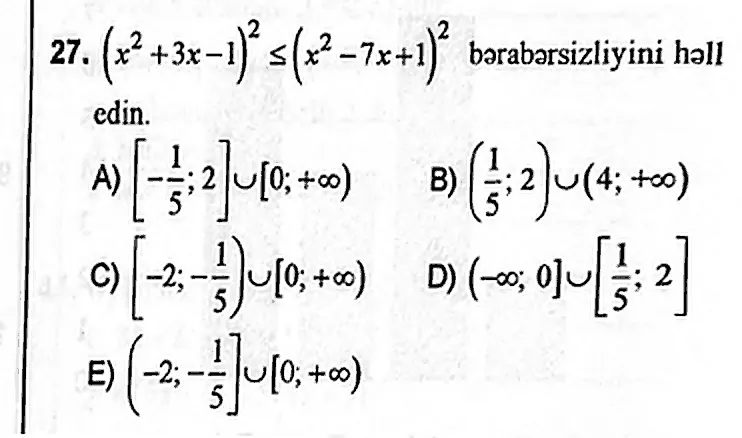 27. (x² + 3x − 1)² ≤ (x² − 7x + 1)² bərabərsizliyini həll
edin.
A) [−1/5; 2] ∪ [0; +∞) B) (1/5; 2) ∪ (4; +∞)
C) [−2; −1/5) ∪ [0; +∞) D) (−∞; 0] ∪ [1/5; 2]
E) (−2; −1/5] ∪ [0; +∞)